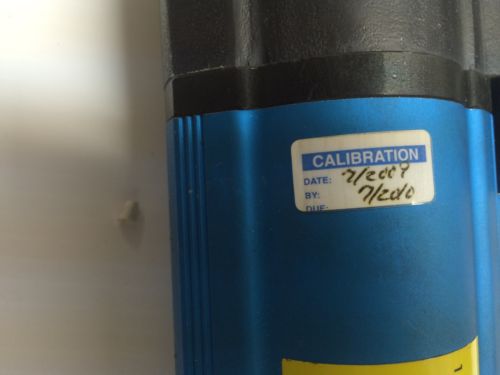 CALIBRATION
DATE: 7/2009
BY: 7/2010
DUE: